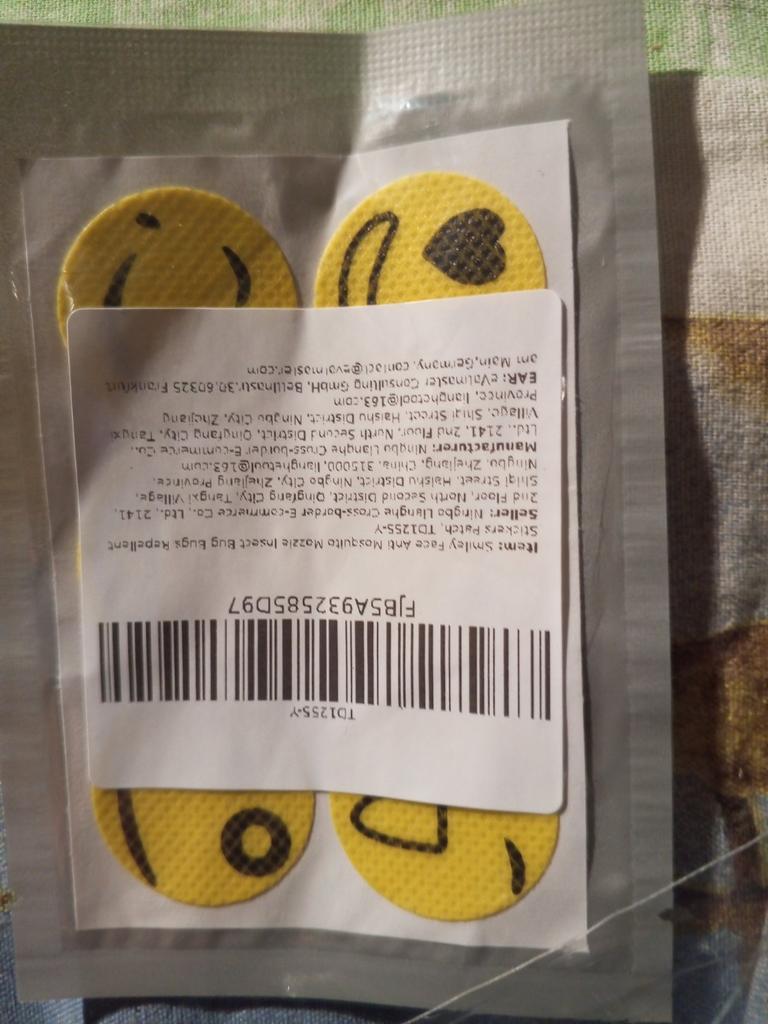 TD1255-Y
FJB5A932585D97
Item: Smiley Face Anti Mosquito Mozzie Insect Bug Bugs Repellent
Stickers Patch, TD1255-Y
Seller: Ningbo Lianghe Cross-border E-commerce Co., Ltd., 2141,
2nd Floor, North Second District, Qingfang City, Tangxi Village,
Shiqi Street, Haishu District, Ningbo City, Zhejiang Province,
Ningbo, Zhejiang, China, 315000, lianghetool@163.com
Manufacturer: Ningbo Lianghe Cross-border E-commerce Co.,
Ltd., 2141, 2nd Floor, North Second District, Qingfang City, Tangxi
Village, Shiqi Street, Haishu District, Ningbo City, Zhejiang
Province, lianghetool@163.com
EAR: eValmaster Consulting GmbH, Bettinastr.30,60325 Frankfurt
am Main,Germany, contact@evatmaster.com